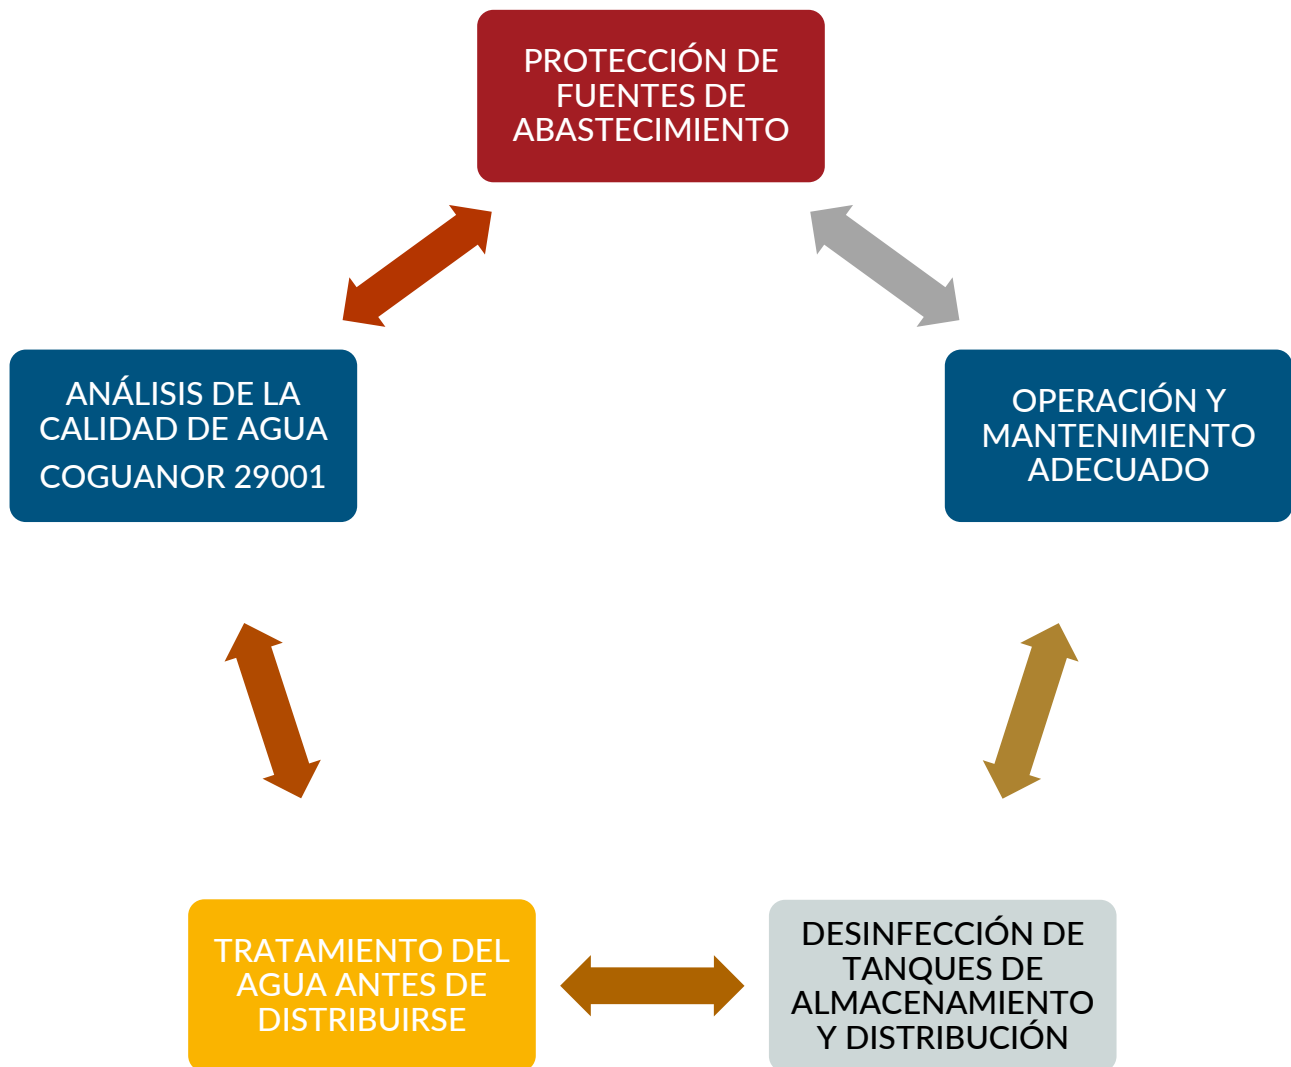 PROTECCIÓN DE
FUENTES DE
ABASTECIMIENTO
ANÁLISIS DE LA
CALIDAD DE AGUA
COGUANOR 29001
OPERACIÓN Y
MANTENIMIENTO
ADECUADO
TRATAMIENTO DEL
AGUA ANTES DE
DISTRIBUIRSE
DESINFECCIÓN DE
TANQUES DE
ALMACENAMIENTO
Y DISTRIBUCIÓN